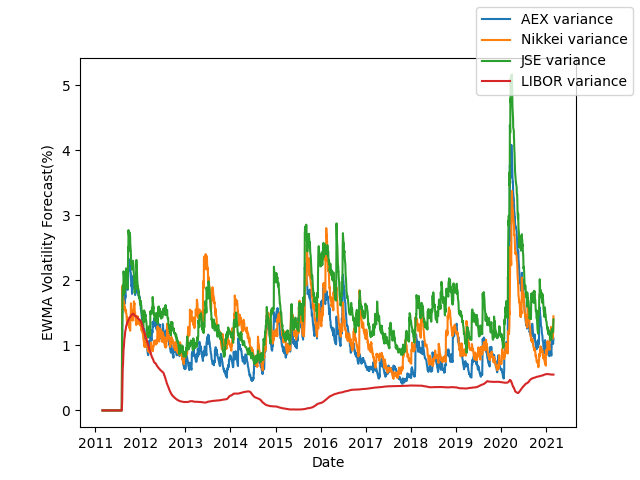 AEX variance
Nikkei variance
JSE variance
LIBOR variance
EWMA Volatility Forecast(%)
5
4
3
2
1
0
2011 2012 2013 2014 2015 2016 2017 2018 2019 2020 2021
Date